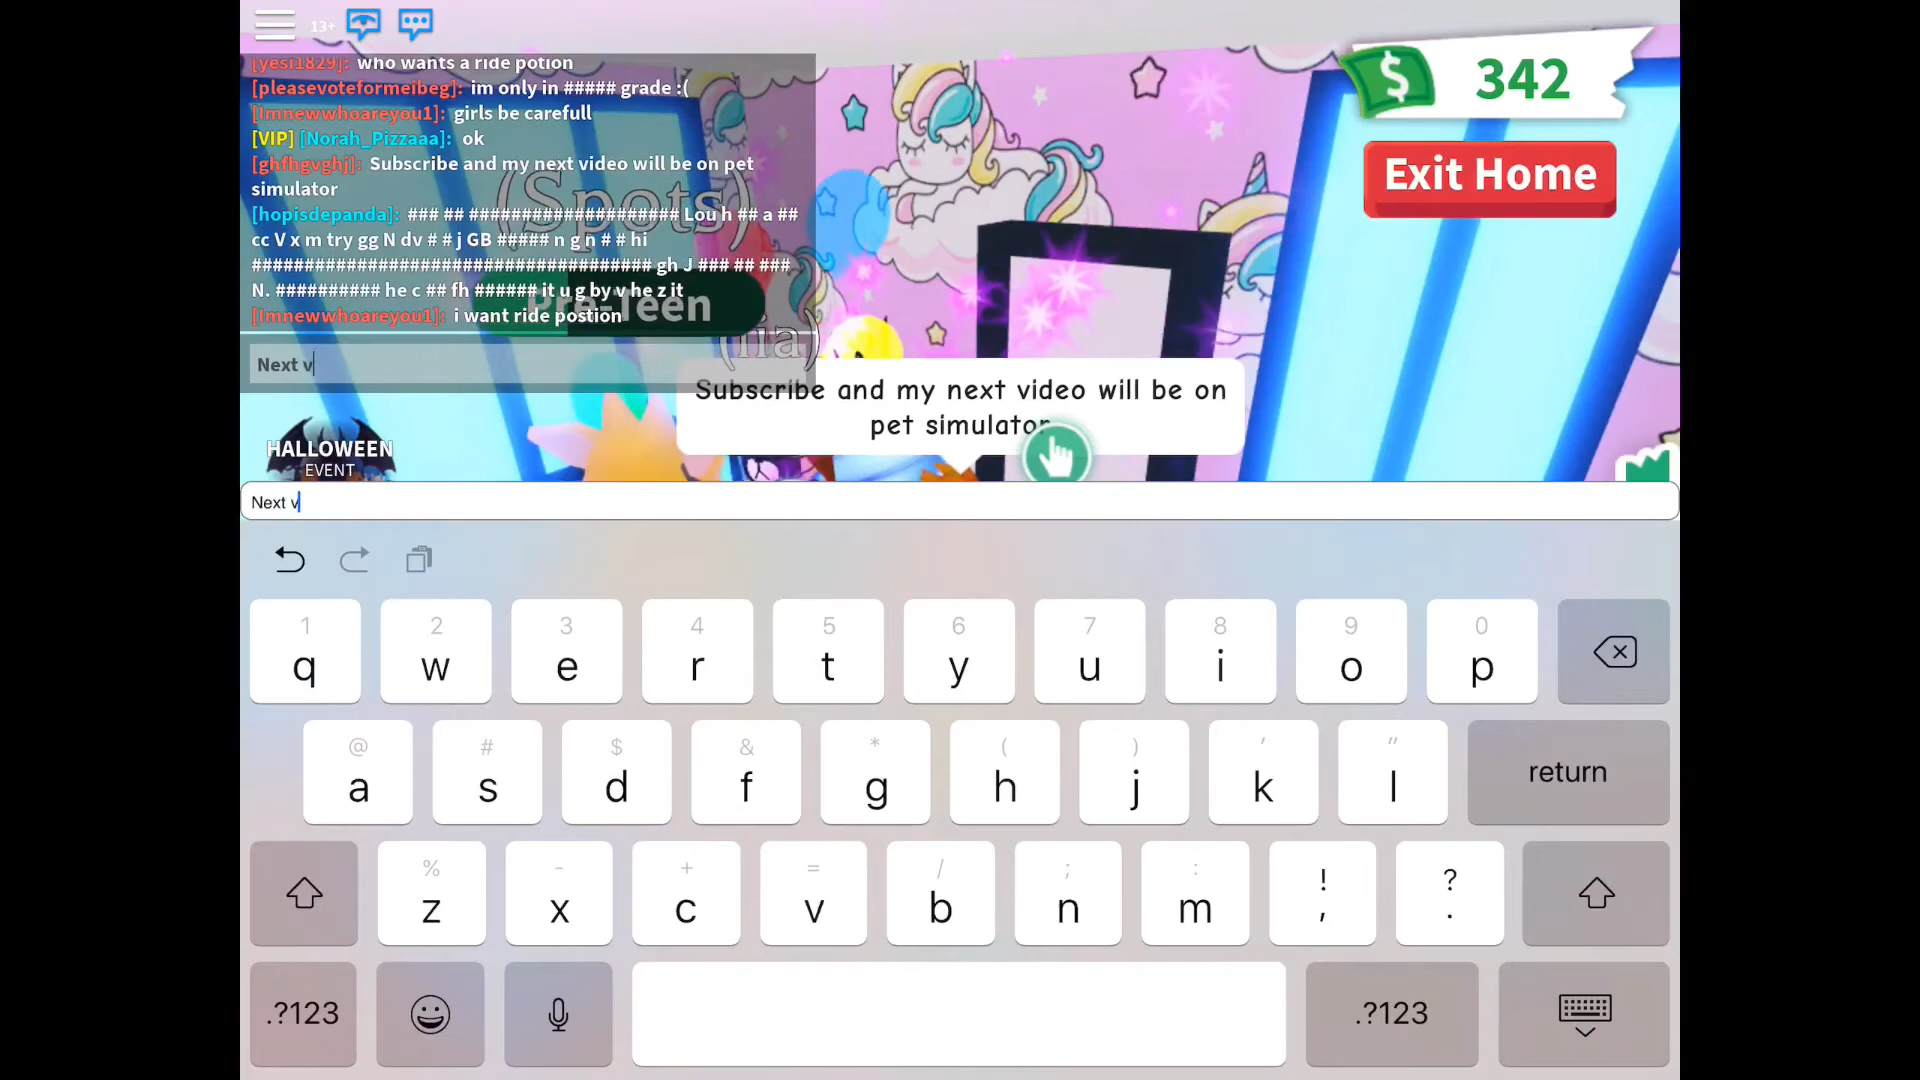 13+
[yesi1829]: who wants a ride potion
[pleasevoteformeibeg]: im only in ##### grade :(
[Imnewwhoareyou1]: girls be carefull
[VIP] [Norah_Pizzaaa]: ok
[ghfhgvghj]: Subscribe and my next video will be on pet
simulator
[hopisdepanda]: ### ## #################### Lou h ## a ##
cc V x m try gg N dv # # j GB ##### n g n # # hi
###################################### gh J ### ## ###
N. ########## he c ## fh ###### it u g by v he z it
[Imnewwhoareyou1]: i want ride postion
(Spots)
Pre-Teen
Next v
342
Exit Home
Subscribe and my next video will be on
pet simulator
HALLOWEEN
EVENT
Next v
1 2 3 4 5 6 7 8 9 0
q w e r t y u i o p
@ # $ & * ( ) ' "
a s d f g h j k l return
% - + = / ; : ! ?
z x c v b n m , .
.?123 .?123